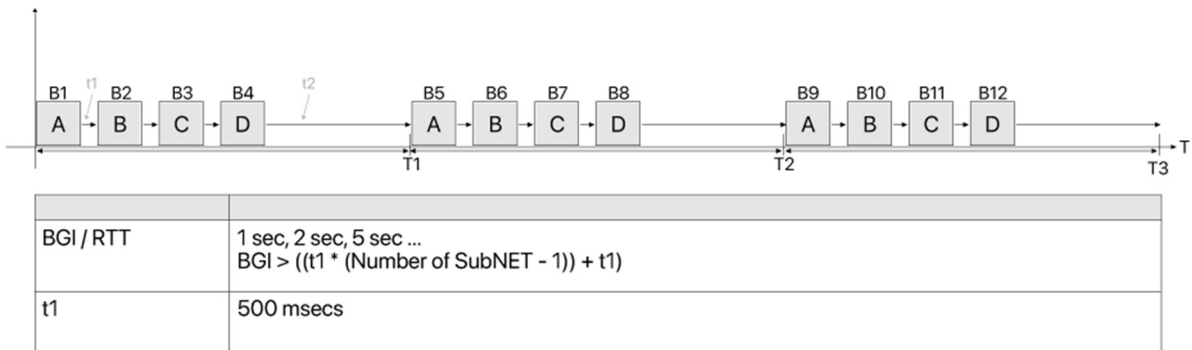 B1 t1 B2 B3 B4 t2 B5 B6 B7 B8 B9 B10 B11 B12
A B C D A B C D A B C D
T
T1 T2 T3
BGI / RTT
1 sec, 2 sec, 5 sec ...
BGI > ((t1 * (Number of SubNET - 1)) + t1)
t1
500 msecs